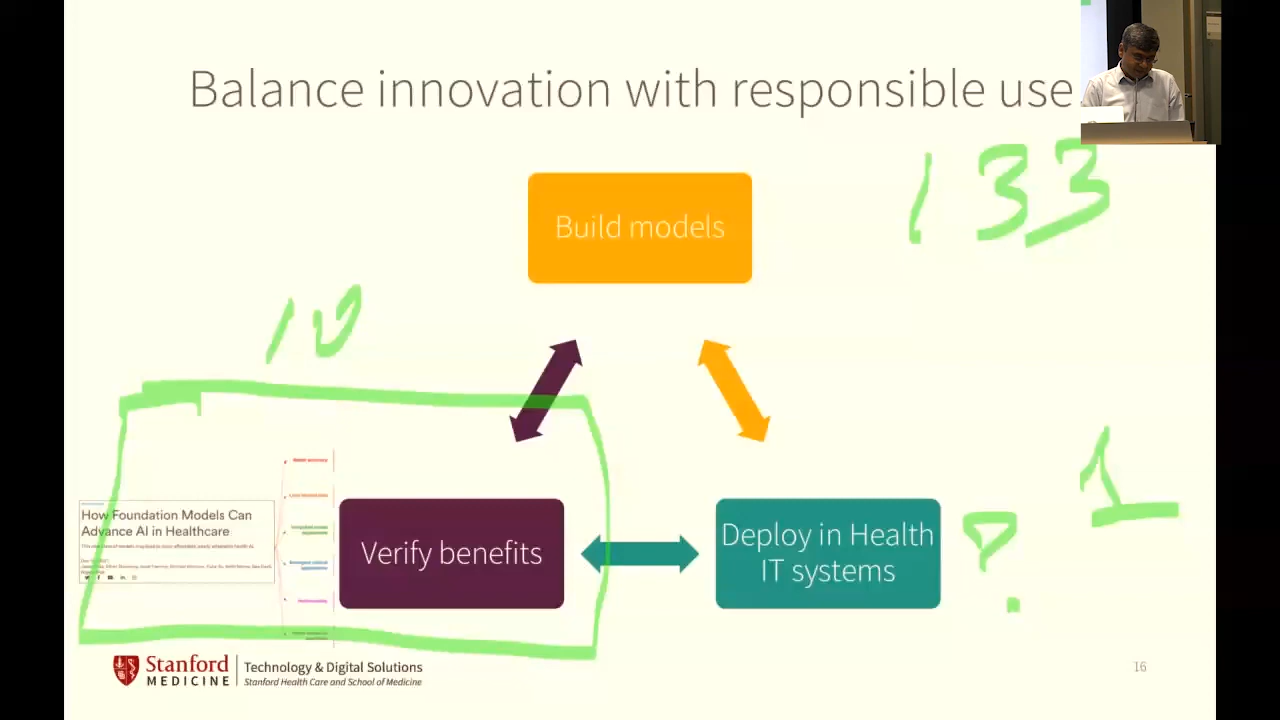 Balance innovation with responsible use
133
Build models
10
1
How Foundation Models Can
Advance AI in Healthcare
Verify benefits
Deploy in Health
IT systems
?
Stanford
MEDICINE
Technology & Digital Solutions
Stanford Health Care and School of Medicine
16